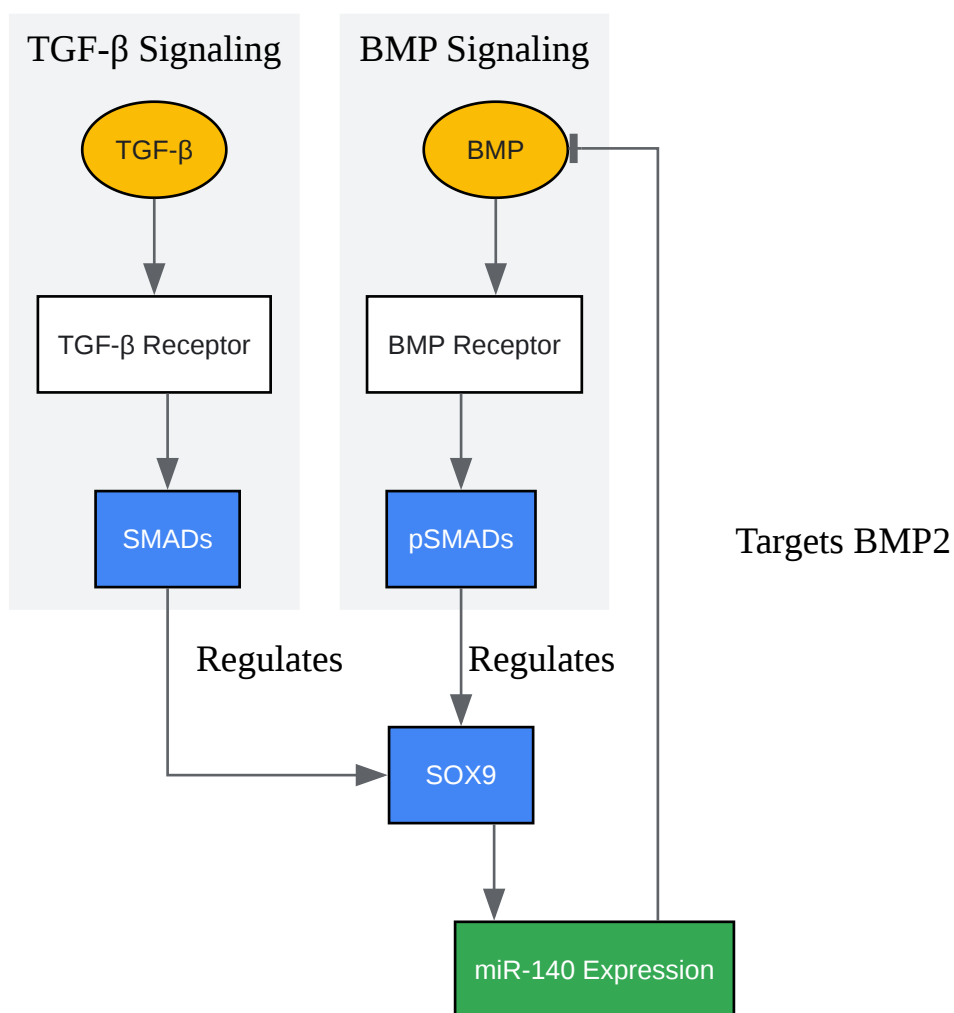 TGF-β Signaling
BMP Signaling
TGF-β
BMP
TGF-β Receptor
BMP Receptor
SMADs
pSMADs
Targets BMP2
Regulates
Regulates
SOX9
miR-140 Expression